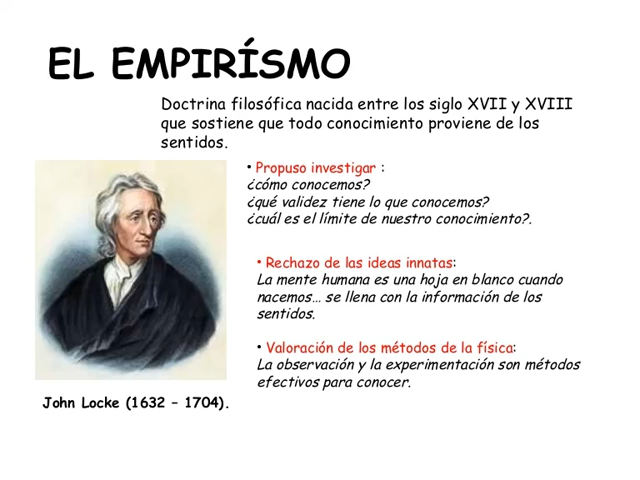 EL EMPIRÍSMO
Doctrina filosófica nacida entre los siglo XVII y XVIII
que sostiene que todo conocimiento proviene de los
sentidos.
• Propuso investigar :
¿cómo conocemos?
¿qué validez tiene lo que conocemos?
¿cuál es el límite de nuestro conocimiento?.
• Rechazo de las ideas innatas:
La mente humana es una hoja en blanco cuando
nacemos… se llena con la información de los
sentidos.
• Valoración de los métodos de la física:
La observación y la experimentación son métodos
efectivos para conocer.
John Locke (1632 – 1704).